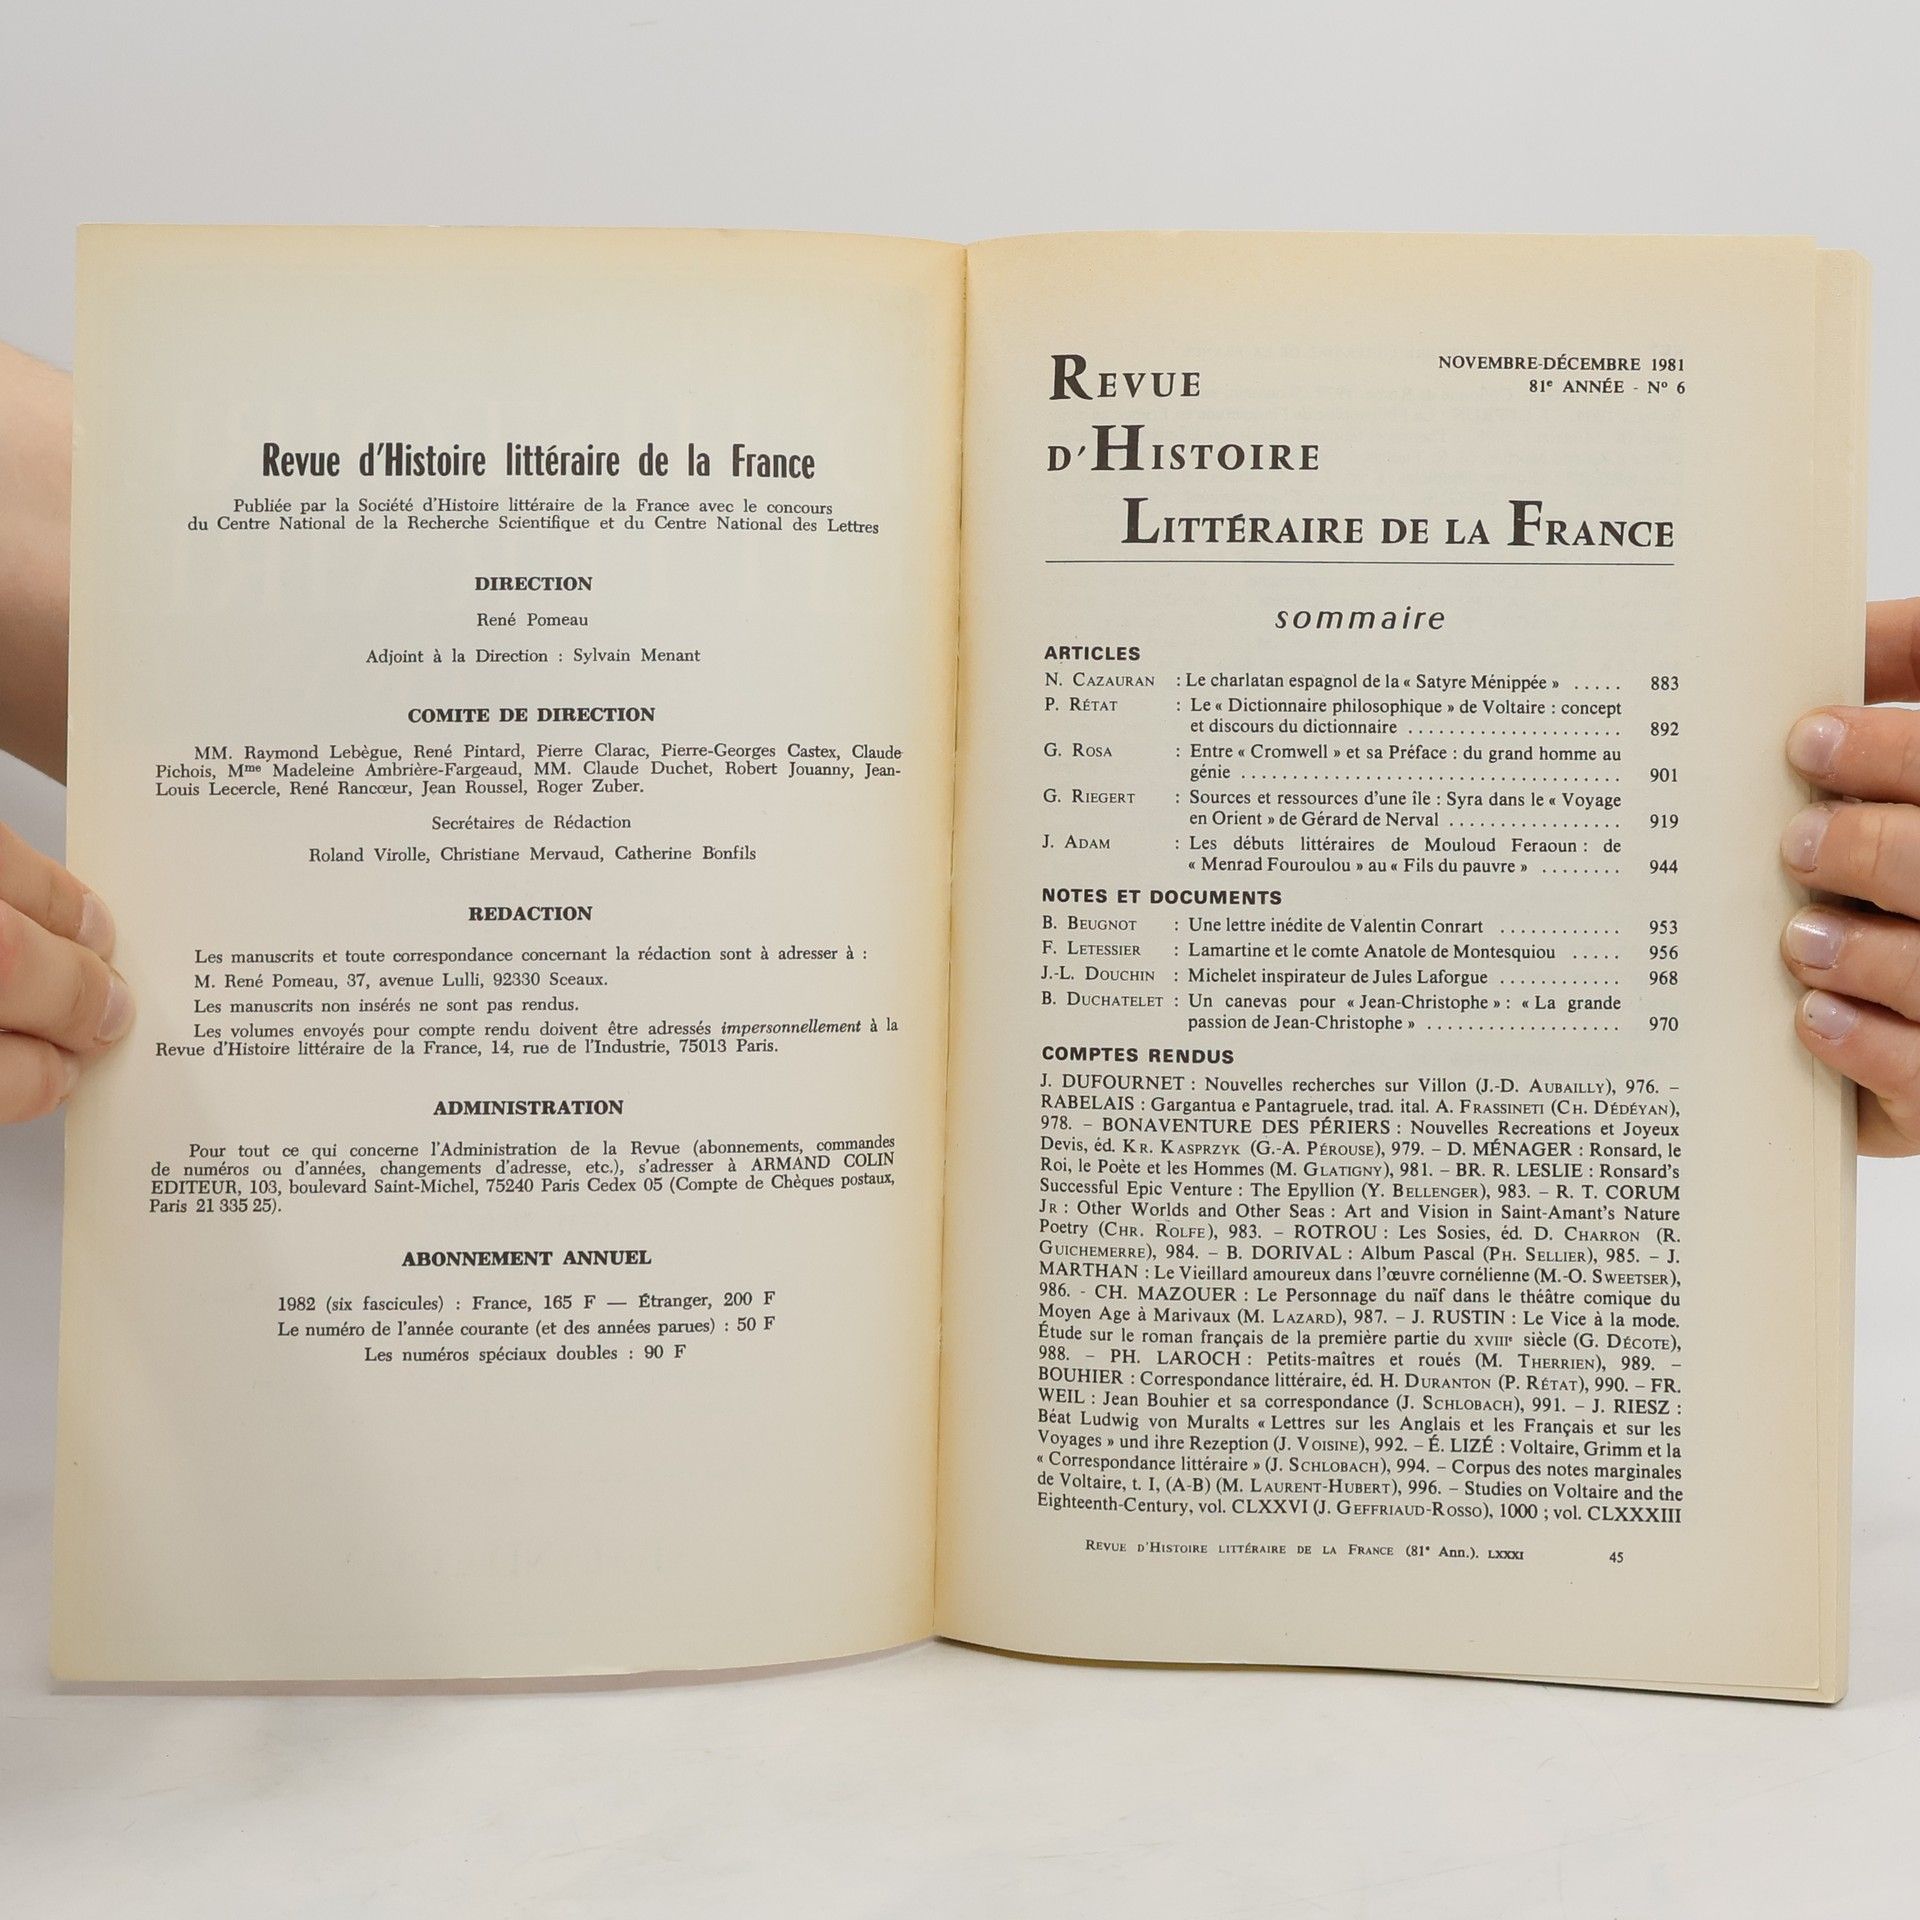 Revue d'Histoire littéraire de la France
Publiée par la Société d'Histoire littéraire de la France avec le concours
du Centre National de la Recherche Scientifique et du Centre National des Lettres
DIRECTION
René Pomeau
Adjoint à la Direction : Sylvain Menant
COMITE DE DIRECTION
MM. Raymond Lebègue, René Pintard, Pierre Clarac, Pierre-Georges Castex, Claude
Pichois, Mme Madeleine Ambrière-Fargeaud, MM. Claude Duchet, Robert Jouanny, Jean-
Louis Lecercle, René Rancœur, Jean Roussel, Roger Zuber.
Secrétaires de Rédaction
Roland Virolle, Christiane Mervaud, Catherine Bonfils
REDACTION
Les manuscrits et toute correspondance concernant la rédaction sont à adresser à :
M. René Pomeau, 37, avenue Lulli, 92330 Sceaux.
Les manuscrits non insérés ne sont pas rendus.
Les volumes envoyés pour compte rendu doivent être adressés impersonnellement à la
Revue d'Histoire littéraire de la France, 14, rue de l'Industrie, 75013 Paris.
ADMINISTRATION
Pour tout ce qui concerne l'Administration de la Revue (abonnements, commandes
de numéros ou d'années, changements d'adresse, etc.), s'adresser à ARMAND COLIN
EDITEUR, 103, boulevard Saint-Michel, 75240 Paris Cedex 05 (Compte de Chèques postaux,
Paris 21 335 25).
ABONNEMENT ANNUEL
1982 (six fascicules) : France, 165 F — Étranger, 200 F
Le numéro de l'année courante (et des années parues) : 50 F
Les numéros spéciaux doubles : 90 F
NOVEMBRE-DÉCEMBRE 1981
81e ANNÉE - No 6
REVUE
D'HISTOIRE
LITTÉRAIRE DE LA FRANCE
sommaire
ARTICLES
N. CAZAURAN : Le charlatan espagnol de la « Satyre Ménippée » ..... 883
P. RÉTAT : Le « Dictionnaire philosophique » de Voltaire : concept
et discours du dictionnaire ..................... 892
G. ROSA : Entre « Cromwell » et sa Préface : du grand homme au
génie .................................... 901
G. RIEGERT : Sources et ressources d'une île : Syra dans le « Voyage
en Orient » de Gérard de Nerval ................. 919
J. ADAM : Les débuts littéraires de Mouloud Feraoun : de
« Menrad Fouroulou » au « Fils du pauvre » ........ 944
NOTES ET DOCUMENTS
B. BEUGNOT : Une lettre inédite de Valentin Conrart ............ 953
F. LETESSIER : Lamartine et le comte Anatole de Montesquiou ..... 956
J.-L. DOUCHIN : Michelet inspirateur de Jules Laforgue ............ 968
B. DUCHATELET : Un canevas pour « Jean-Christophe » : « La grande
passion de Jean-Christophe » ................... 970
COMPTES RENDUS
J. DUFOURNET : Nouvelles recherches sur Villon (J.-D. AUBAILLY), 976. –
RABELAIS : Gargantua e Pantagruele, trad. ital. A. FRASSINETI (CH. DÉDÉYAN),
978. – BONAVENTURE DES PÉRIERS : Nouvelles Recreations et Joyeux
Devis, éd. KR. KASPRZYK (G.-A. PÉROUSE), 979. – D. MÉNAGER : Ronsard, le
Roi, le Poète et les Hommes (M. GLATIGNY), 981. – BR. R. LESLIE : Ronsard's
Successful Epic Venture : The Epyllion (Y. BELLENGER), 983. – R. T. CORUM
JR : Other Worlds and Other Seas : Art and Vision in Saint-Amant's Nature
Poetry (CHR. ROLFE), 983. – ROTROU : Les Sosies, éd. D. CHARRON (R.
GUICHEMERRE), 984. – B. DORIVAL : Album Pascal (PH. SELLIER), 985. – J.
MARTHAN : Le Vieillard amoureux dans l'œuvre cornélienne (M.-O. SWEETSER),
986. - CH. MAZOUER : Le Personnage du naïf dans le théâtre comique du
Moyen Age à Marivaux (M. LAZARD), 987. – J. RUSTIN : Le Vice à la mode.
Étude sur le roman français de la première partie du XVIIIe siècle (G. DÉCOTE),
988. – PH. LAROCH : Petits-maîtres et roués (M. THERRIEN), 989. –
BOUHIER : Correspondance littéraire, éd. H. DURANTON (P. RÉTAT), 990. – FR.
WEIL : Jean Bouhier et sa correspondance (J. SCHLOBACH), 991. – J. RIESZ :
Béat Ludwig von Muralts « Lettres sur les Anglais et les Français et sur les
Voyages » und ihre Rezeption (J. VOISINE), 992. – É. LIZÉ : Voltaire, Grimm et la
« Correspondance littéraire » (J. SCHLOBACH), 994. – Corpus des notes marginales
de Voltaire, t. I, (A-B) (M. LAURENT-HUBERT), 996. – Studies on Voltaire and the
Eighteenth-Century, vol. CLXXVI (J. GEFFRIAUD-ROSSO), 1000 ; vol. CLXXXIII
REVUE D'HISTOIRE LITTÉRAIRE DE LA FRANCE (81e Ann.). LXXXI 45